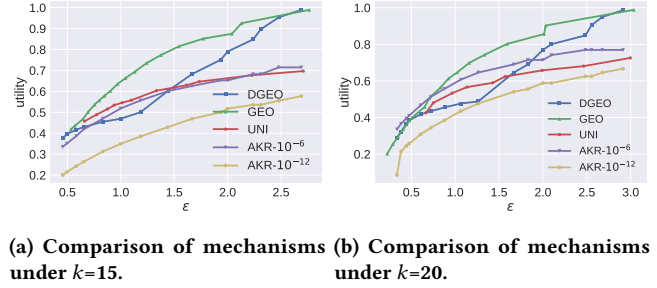 1.0
0.9
0.8
0.7
0.6
0.5
0.4
0.3
0.2
utility
DGEO
GEO
UNI
AKR-10⁻⁶
AKR-10⁻¹²
0.5 1.0 1.5 2.0 2.5
ε
1.0
0.8
0.6
0.4
0.2
utility
DGEO
GEO
UNI
AKR-10⁻⁶
AKR-10⁻¹²
0.5 1.0 1.5 2.0 2.5 3.0
ε
(a) Comparison of mechanisms
under k=15.
(b) Comparison of mechanisms
under k=20.